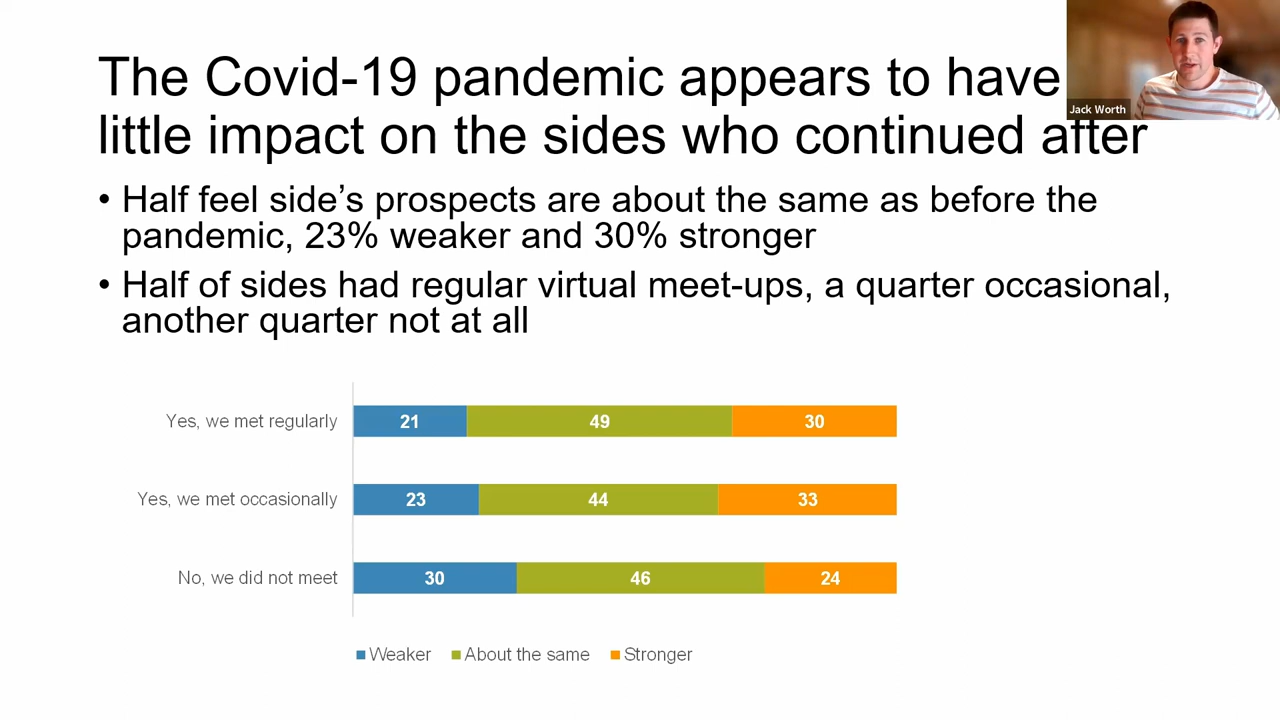 The Covid-19 pandemic appears to have
little impact on the sides who continued after
Jack Worth
• Half feel side’s prospects are about the same as before the
pandemic, 23% weaker and 30% stronger
• Half of sides had regular virtual meet-ups, a quarter occasional,
another quarter not at all
Yes, we met regularly 21 49 30
Yes, we met occasionally 23 44 33
No, we did not meet 30 46 24
Weaker About the same Stronger